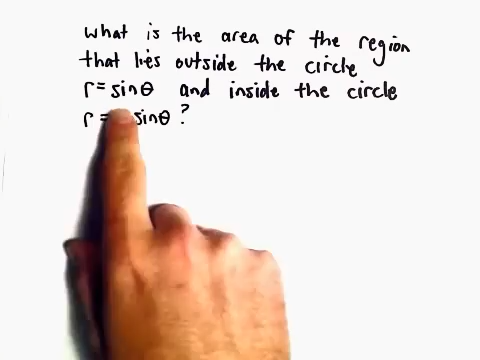 what is the area of the region
that lies outside the circle
r = sinθ and inside the circle
r = sinθ ?